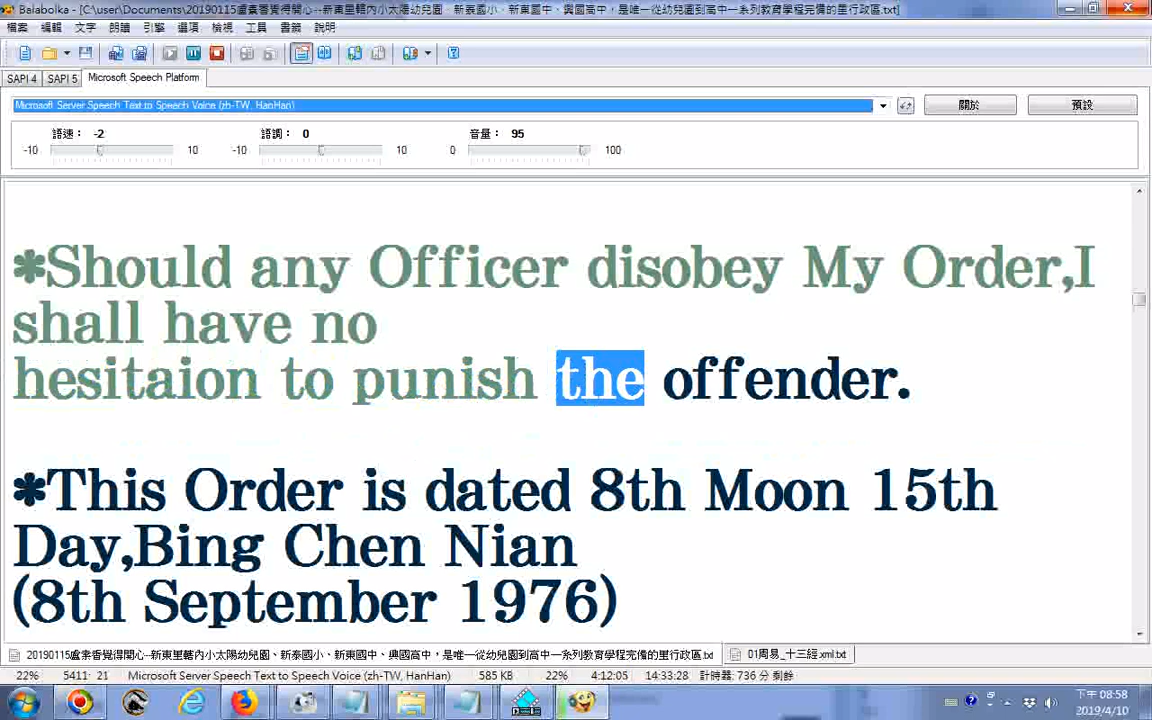 Balabolka - [C:\user\Documents\20190115盧素香覺得開心--新東里轄內小太陽幼兒園、新泰國小、新東國中、興國高中，是唯一從幼兒園到高中一系列教育學程完備的里行政區.txt]
檔案 編輯 文字 朗讀 引擎 選項 檢視 工具 書籤 說明
SAPI 4 SAPI 5 Microsoft Speech Platform
Microsoft Server Speech Text to Speech Voice (zh-TW, HanHan) 關於 預設
語速： -2 語調： 0 音量： 95
-10 10 -10 10 0 100
*Should any Officer disobey My Order,I
shall have no
hesitaion to punish the offender.
*This Order is dated 8th Moon 15th
Day,Bing Chen Nian
(8th September 1976)
20190115盧素香覺得開心--新東里轄內小太陽幼兒園、新泰國小、新東國中、興國高中，是唯一從幼兒園到高中一系列教育學程完備的里行政區.txt 01周易_十三經.xml.txt
22% 5411: 21 Microsoft Server Speech Text to Speech Voice (zh-TW, HanHan) 585 KB 22% 4:12:05 14:33:28 計時器: 736 分 剩餘
下午 08:58
2019/4/10